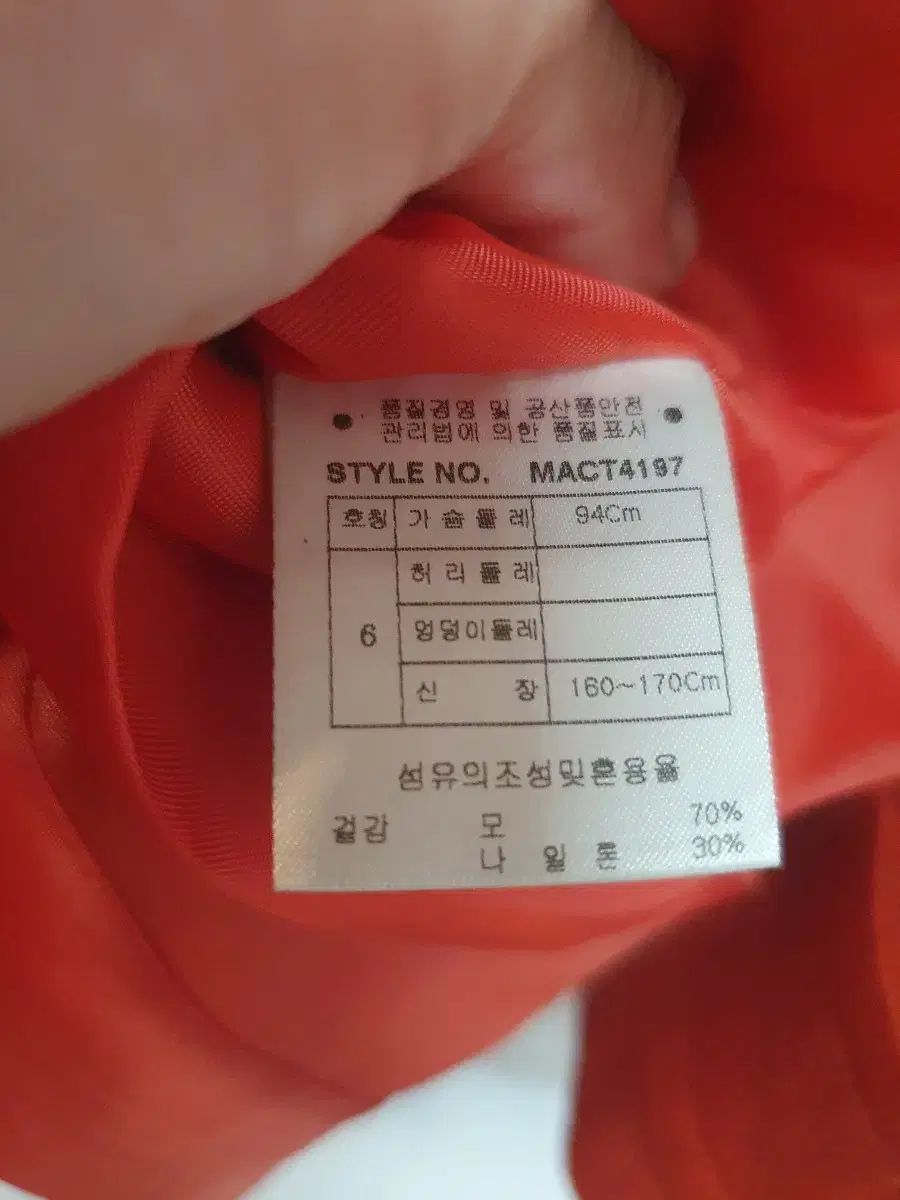 품질경영 및 공산품안전
관리법에 의한 품질표시
STYLE NO. MACT4197
호칭 가슴둘레 94Cm
허리둘레
6 엉덩이둘레
신장 160~170Cm
섬유의조성및혼용율
겉감 모 70%
나일론 30%